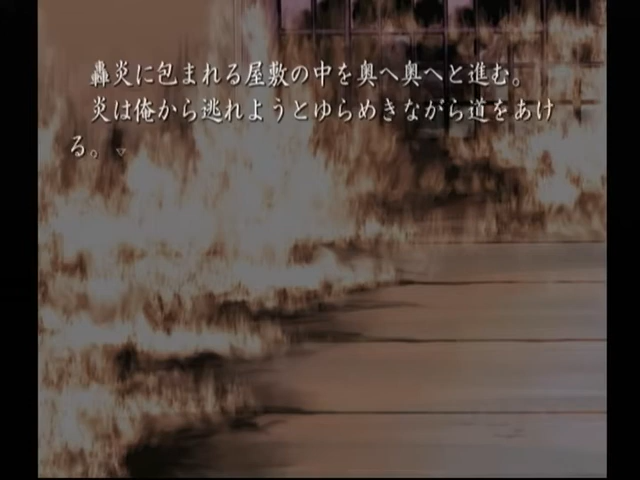 轟炎に包まれる屋敷の中を奥へ奥へと進む。
炎は俺から逃れようとゆらめきながら道をあけ
る。